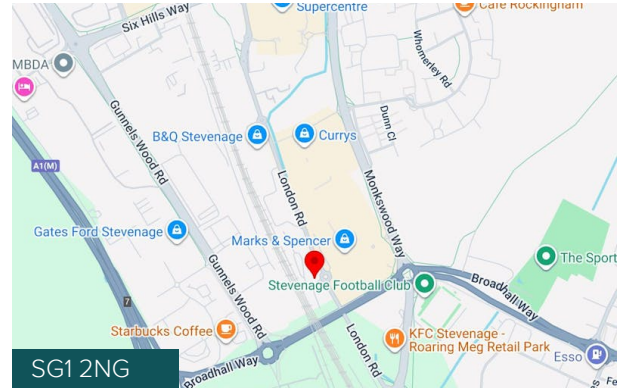 Supercentre
Cafe Rockingham
Six Hills Way
MBDA
Whomerley Rd
Gunnels Wood Rd
B&Q Stevenage
Currys
Dunn Cl
A1(M)
London Rd
Monkswood Way
Gates Ford Stevenage
Marks & Spencer
The Sport
Stevenage Football Club
Broadhall Way
7
Gunnels Wood Rd
Starbucks Coffee
KFC Stevenage -
Roaring Meg Retail Park
Esso
London Rd
Broadhall Way
SG1 2NG
Fe